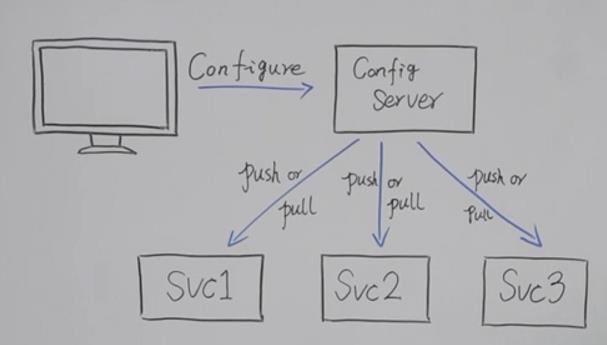 Configure
Config
Server
push or
pull
push or
pull
push or
pull
Svc1
Svc2
Svc3